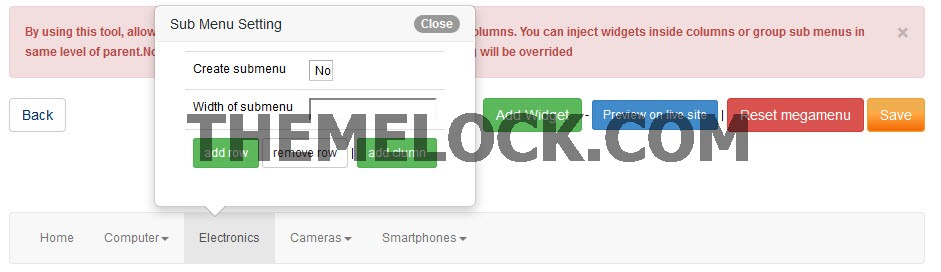 Sub Menu Setting
Close
By using this tool, allow
olumns. You can inject widgets inside columns or group sub menus in
same level of parent.No
g will be overrided
×
Create submenu
No
Width of submenu
Back
Add Widget
-
Preview on live site
|
Reset megamenu
Save
add row
remove row
|
add clumn
THEMELOCK.COM
Home
Computer
Electronics
Cameras
Smartphones